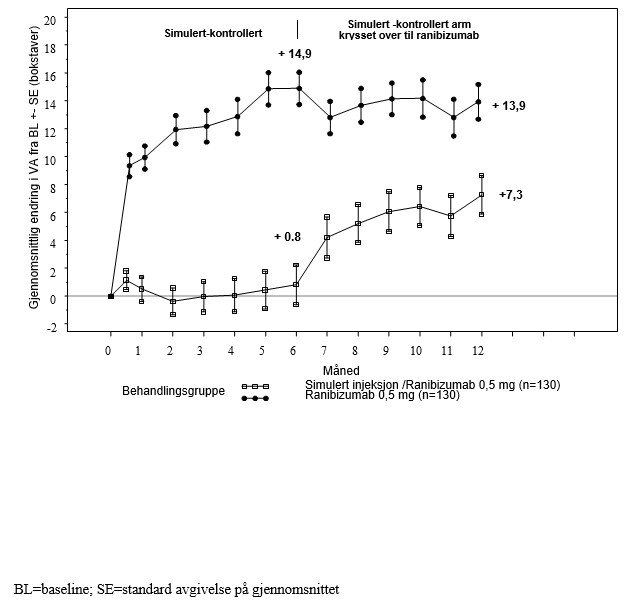 Simulert-kontrollert
Simulert -kontrollert arm
krysset over til ranibizumab
Gjennomsnittlig endring i VA fra BL +- SE (bokstaver)
20
18
16
14
12
10
8
6
4
2
0
-2
+ 14,9
+ 13,9
+7,3
+ 0.8
0 1 2 3 4 5 6 7 8 9 10 11 12
Måned
Behandlingsgruppe
Simulert injeksjon /Ranibizumab 0,5 mg (n=130)
Ranibizumab 0,5 mg (n=130)
BL=baseline; SE=standard avgivelse på gjennomsnittet